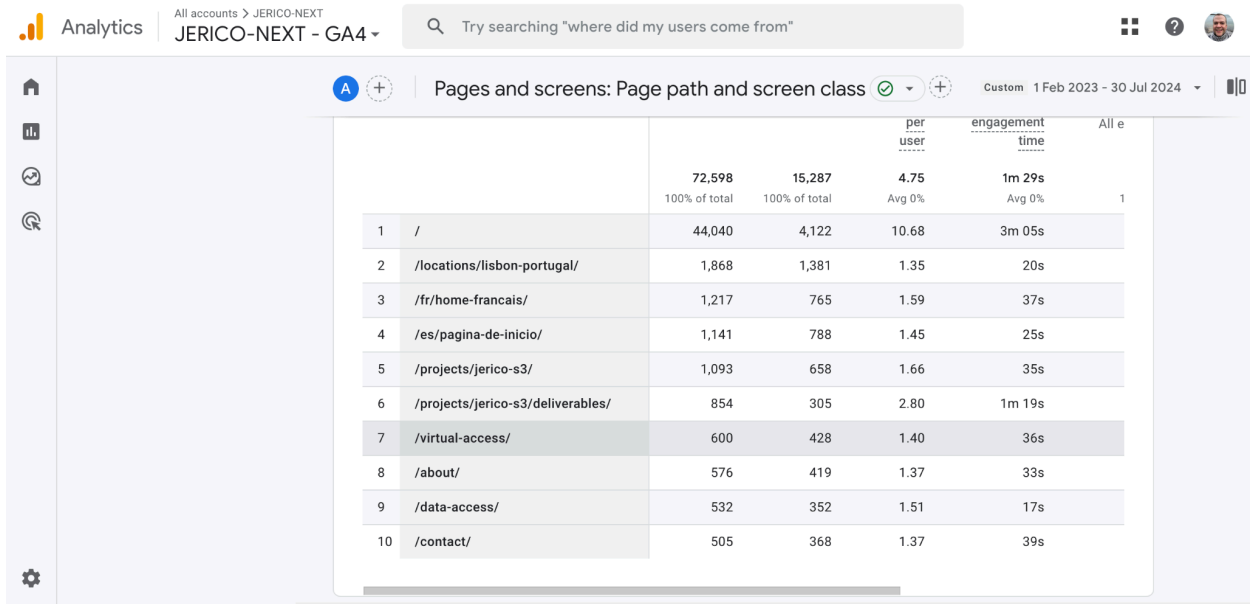 All accounts > JERICO-NEXT
Analytics
JERICO-NEXT - GA4
Try searching "where did my users come from"
A
Pages and screens: Page path and screen class
Custom 1 Feb 2023 - 30 Jul 2024
per engagement All e
user time
72,598 15,287 4.75 1m 29s
100% of total 100% of total Avg 0% Avg 0% 1
1 / 44,040 4,122 10.68 3m 05s
2 /locations/lisbon-portugal/ 1,868 1,381 1.35 20s
3 /fr/home-francais/ 1,217 765 1.59 37s
4 /es/pagina-de-inicio/ 1,141 788 1.45 25s
5 /projects/jerico-s3/ 1,093 658 1.66 35s
6 /projects/jerico-s3/deliverables/ 854 305 2.80 1m 19s
7 /virtual-access/ 600 428 1.40 36s
8 /about/ 576 419 1.37 33s
9 /data-access/ 532 352 1.51 17s
10 /contact/ 505 368 1.37 39s